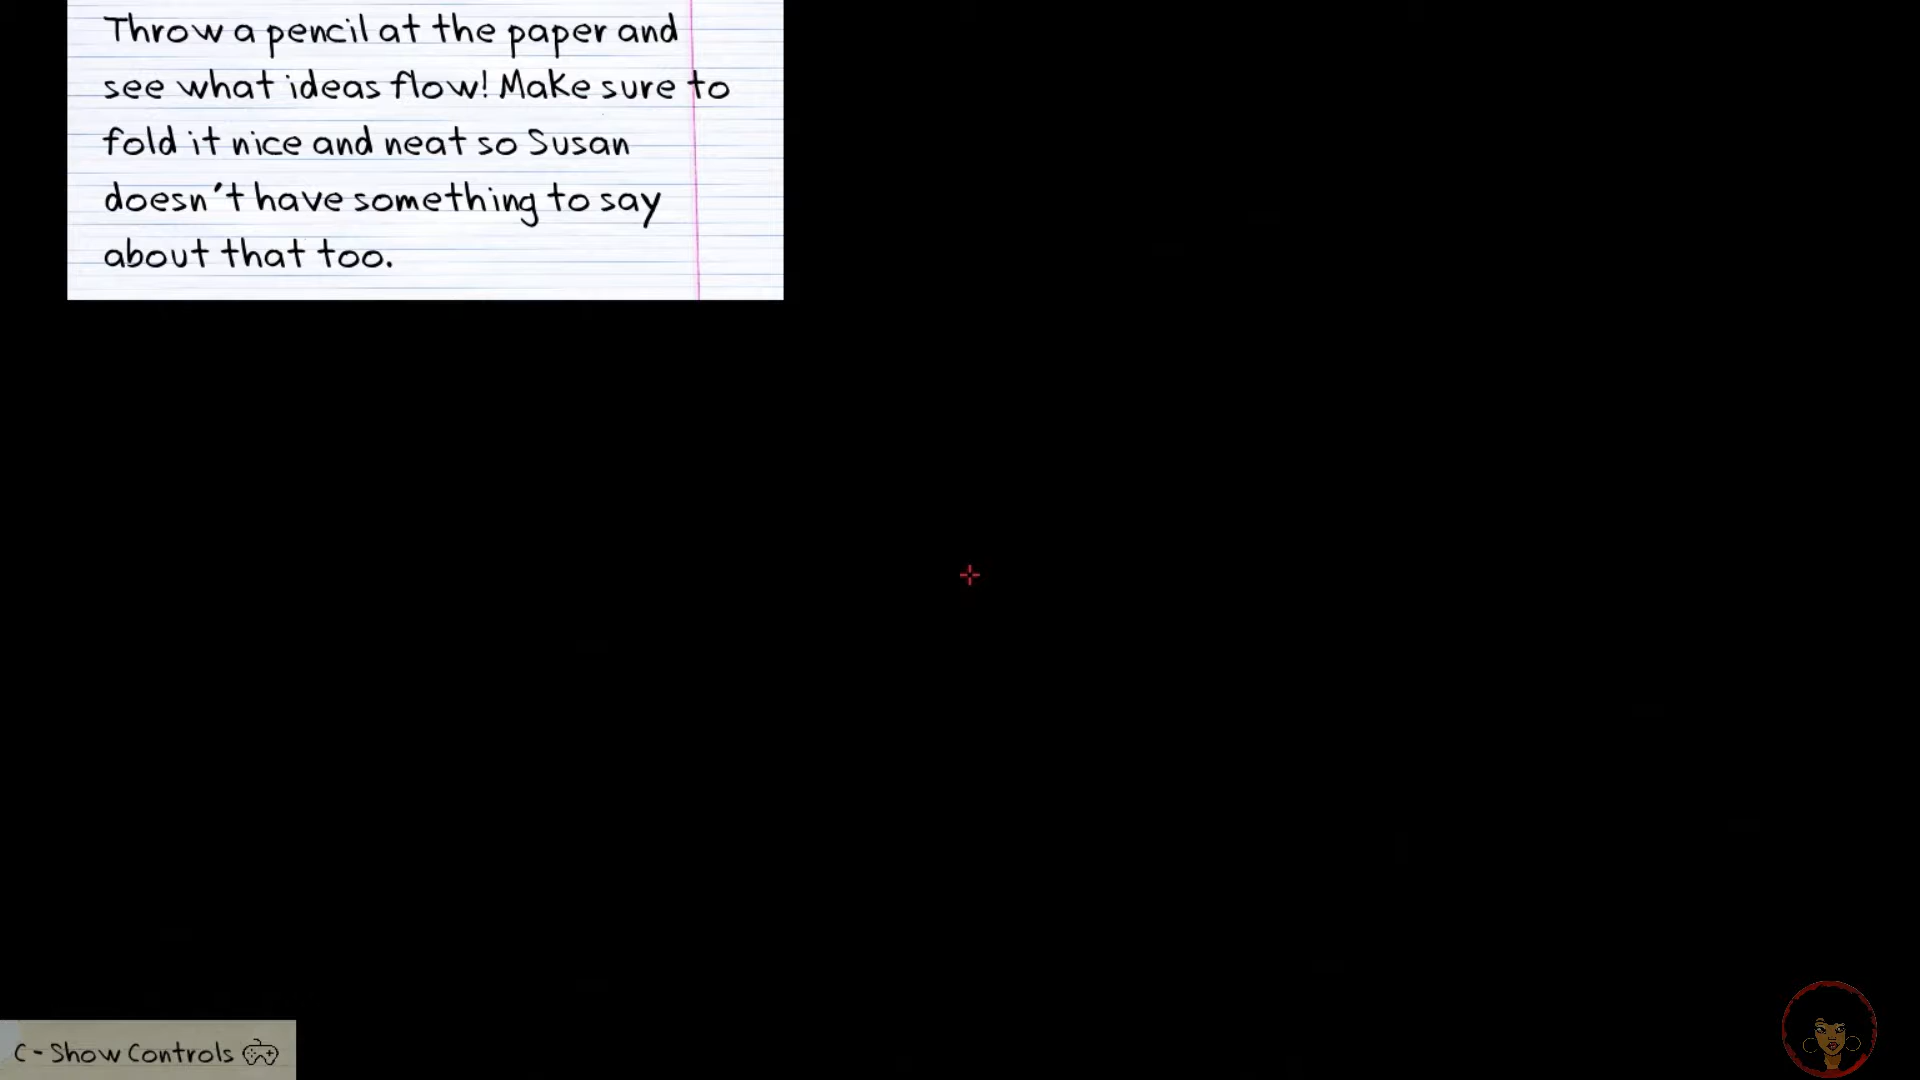 Throw a pencil at the paper and
see what ideas flow! Make sure to
fold it nice and neat so Susan
doesn't have something to say
about that too.
C - Show Controls